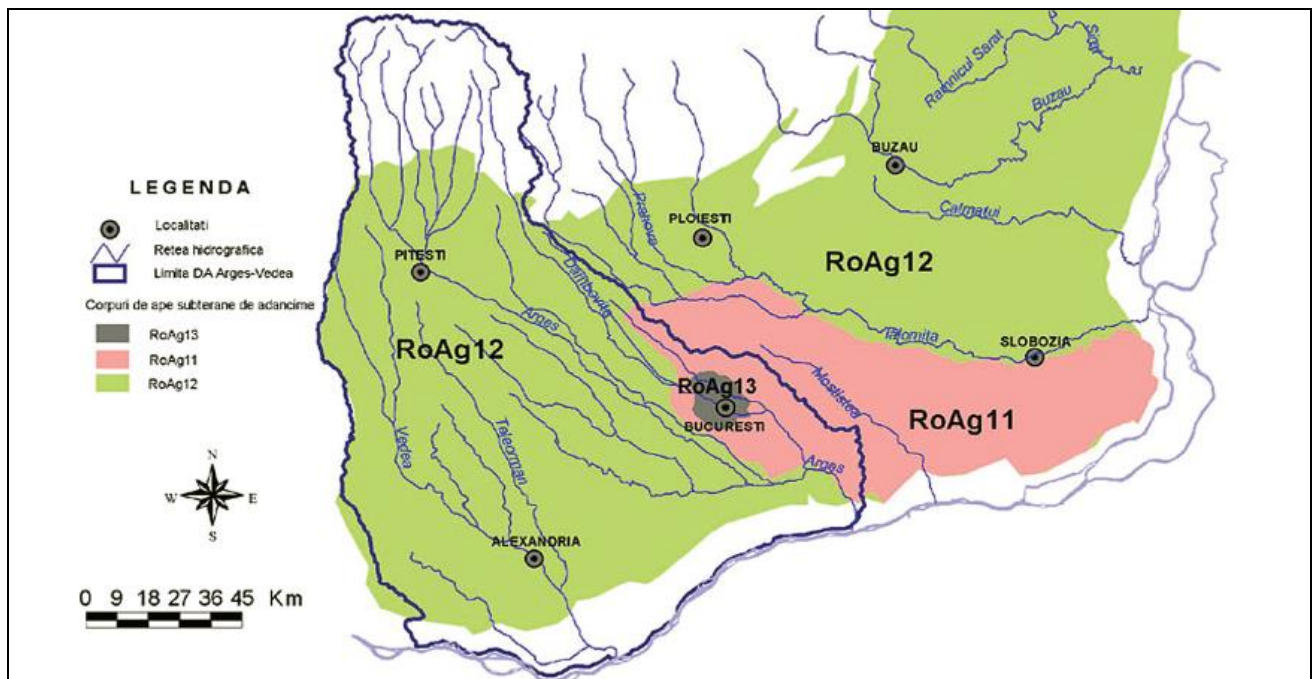 Ramnicul Sarat
Siret
Buzau
BUZAU
Calmatui
LEGENDA
Localitati
Retea hidrografica
Limita DA Arges-Vedea
Corpuri de ape subterane de adancime
RoAg13
RoAg11
RoAg12
Prahova
PLOIESTI
PITESTI
RoAg12
Dambovita
Arges
RoAg12
Ialomita
SLOBOZIA
RoAg13
BUCURESTI
Mostistea
RoAg11
Vedea
Teleorman
Arges
N
W E
S
ALEXANDRIA
0 9 18 27 36 45 Km